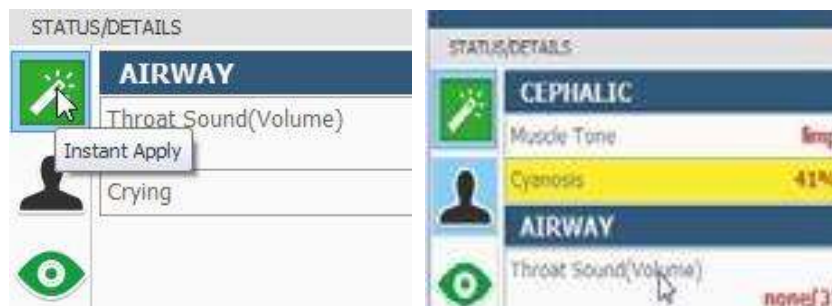 STATUS/DETAILS
AIRWAY
Throat Sound(Volume)
Instant Apply
Crying
STATUS/DETAILS
CEPHALIC
Muscle Tone limp
Cyanosis 41%
AIRWAY
Throat Sound(Volume)